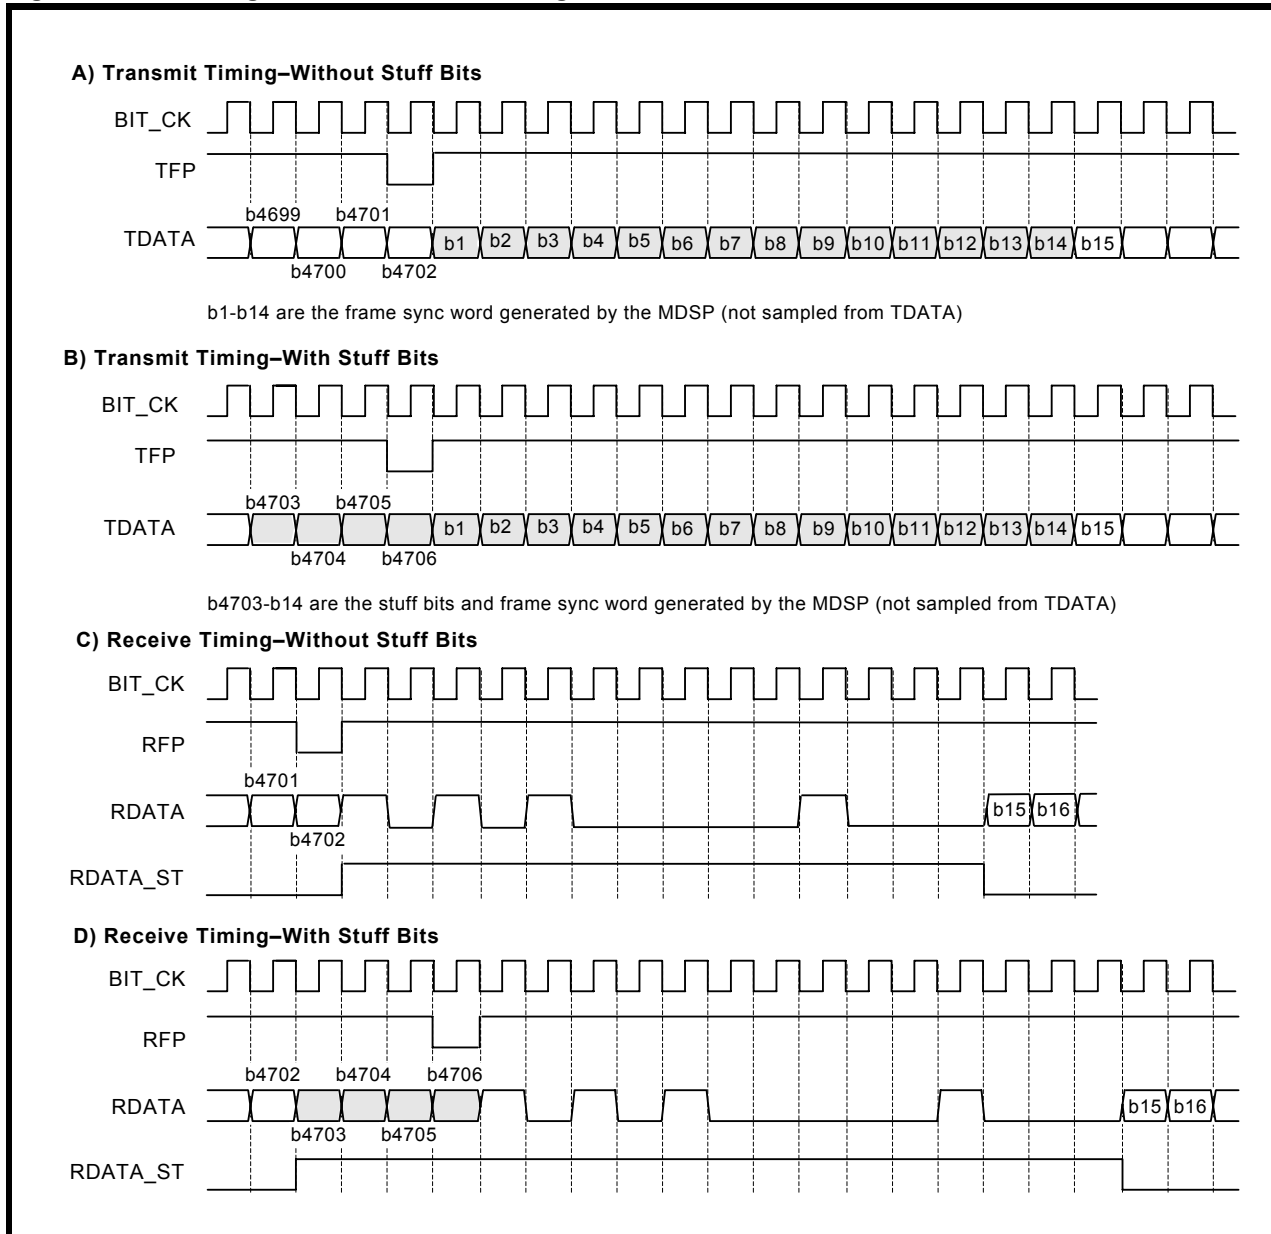 A) Transmit Timing–Without Stuff Bits
BIT_CK
TFP
b4699 b4701
TDATA b1 b2 b3 b4 b5 b6 b7 b8 b9 b10 b11 b12 b13 b14 b15
b4700 b4702
b1-b14 are the frame sync word generated by the MDSP (not sampled from TDATA)
B) Transmit Timing–With Stuff Bits
BIT_CK
TFP
b4703 b4705
TDATA b1 b2 b3 b4 b5 b6 b7 b8 b9 b10 b11 b12 b13 b14 b15
b4704 b4706
b4703-b14 are the stuff bits and frame sync word generated by the MDSP (not sampled from TDATA)
C) Receive Timing–Without Stuff Bits
BIT_CK
RFP
b4701
RDATA b15 b16
b4702
RDATA_ST
D) Receive Timing–With Stuff Bits
BIT_CK
RFP
b4702 b4704 b4706
RDATA b15 b16
b4703 b4705
RDATA_ST